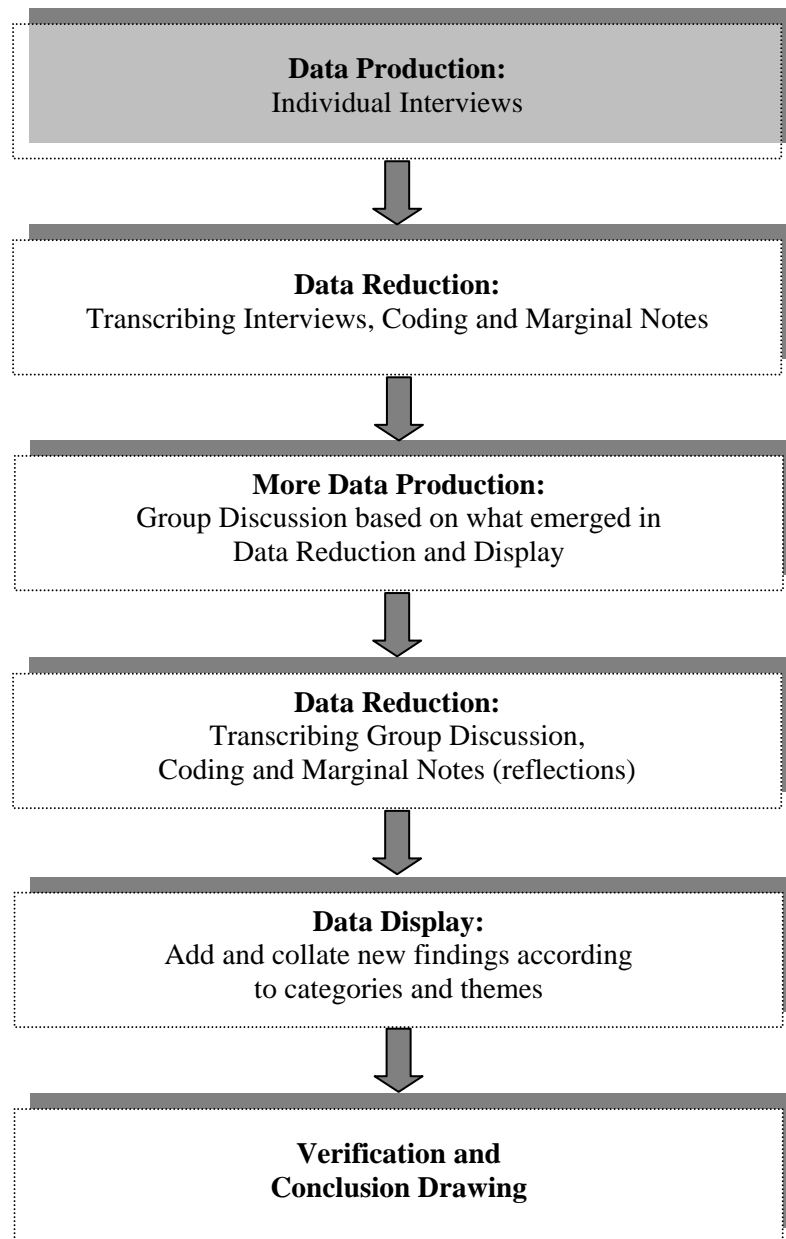 Data Production:
Individual Interviews
Data Reduction:
Transcribing Interviews, Coding and Marginal Notes
More Data Production:
Group Discussion based on what emerged in
Data Reduction and Display
Data Reduction:
Transcribing Group Discussion,
Coding and Marginal Notes (reflections)
Data Display:
Add and collate new findings according
to categories and themes
Verification and
Conclusion Drawing